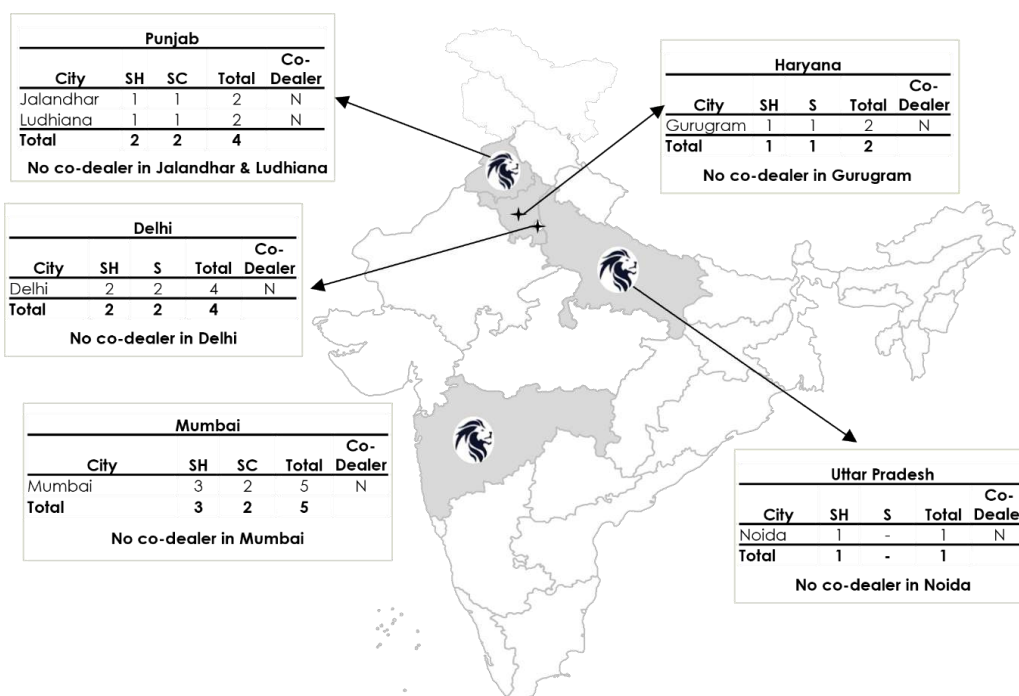 Punjab
City SH SC Total Co-Dealer
Jalandhar 1 1 2 N
Ludhiana 1 1 2 N
Total 2 2 4
No co-dealer in Jalandhar & Ludhiana
Haryana
City SH S Total Co-Dealer
Gurugram 1 1 2 N
Total 1 1 2
No co-dealer in Gurugram
Delhi
City SH S Total Co-Dealer
Delhi 2 2 4 N
Total 2 2 4
No co-dealer in Delhi
Mumbai
City SH SC Total Co-Dealer
Mumbai 3 2 5 N
Total 3 2 5
No co-dealer in Mumbai
Uttar Pradesh
City SH S Total Co-Deale
Noida 1 - 1 N
Total 1 - 1
No co-dealer in Noida